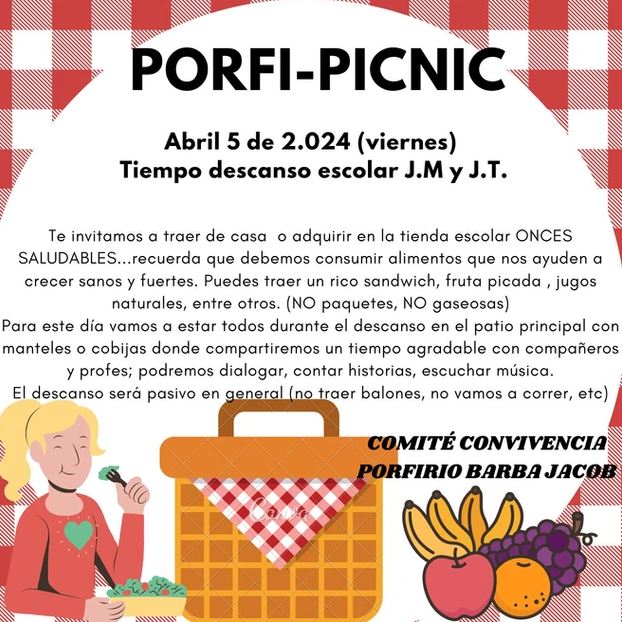 PORFI-PICNIC
Abril 5 de 2.024 (viernes)
Tiempo descanso escolar J.M y J.T.
Te invitamos a traer de casa o adquirir en la tienda escolar ONCES
SALUDABLES...recuerda que debemos consumir alimentos que nos ayuden a
crecer sanos y fuertes. Puedes traer un rico sandwich, fruta picada , jugos
naturales, entre otros. (NO paquetes, NO gaseosas)
Para este día vamos a estar todos durante el descanso en el patio principal con
manteles o cobijas donde compartiremos un tiempo agradable con compañeros
y profes; podremos dialogar, contar historias, escuchar música.
El descanso será pasivo en general (no traer balones, no vamos a correr, etc)
COMITÉ CONVIVENCIA
PORFIRIO BARBA JACOB
Canva